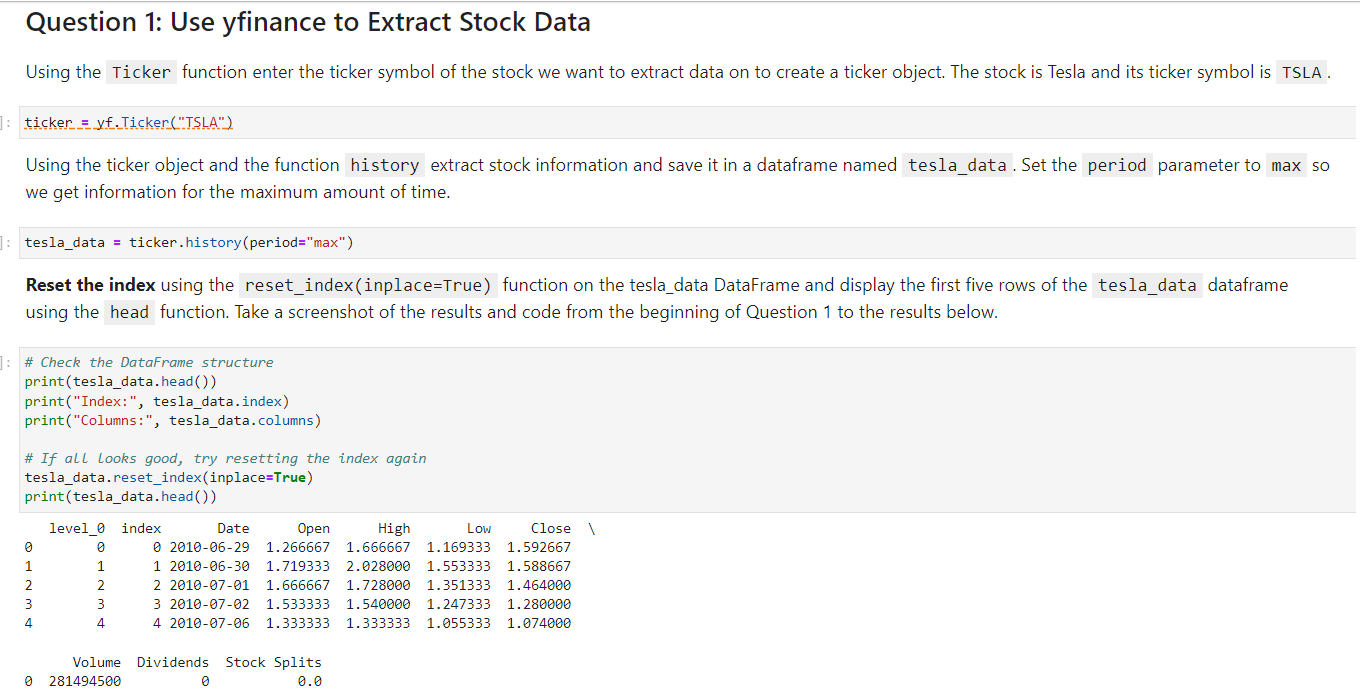 Question 1: Use yfinance to Extract Stock Data
Using the Ticker function enter the ticker symbol of the stock we want to extract data on to create a ticker object. The stock is Tesla and its ticker symbol is TSLA .
]: ticker = yf.Ticker("TSLA")
Using the ticker object and the function history extract stock information and save it in a dataframe named tesla_data . Set the period parameter to max so
we get information for the maximum amount of time.
]: tesla_data = ticker.history(period="max")
Reset the index using the reset_index(inplace=True) function on the tesla_data DataFrame and display the first five rows of the tesla_data dataframe
using the head function. Take a screenshot of the results and code from the beginning of Question 1 to the results below.
]: # Check the DataFrame structure
print(tesla_data.head())
print("Index:", tesla_data.index)
print("Columns:", tesla_data.columns)
# If all looks good, try resetting the index again
tesla_data.reset_index(inplace=True)
print(tesla_data.head())
level_0 index Date Open High Low Close \
0 0 0 2010-06-29 1.266667 1.666667 1.169333 1.592667
1 1 1 2010-06-30 1.719333 2.028000 1.553333 1.588667
2 2 2 2010-07-01 1.666667 1.728000 1.351333 1.464000
3 3 3 2010-07-02 1.533333 1.540000 1.247333 1.280000
4 4 4 2010-07-06 1.333333 1.333333 1.055333 1.074000
Volume Dividends Stock Splits
0 281494500 0 0.0